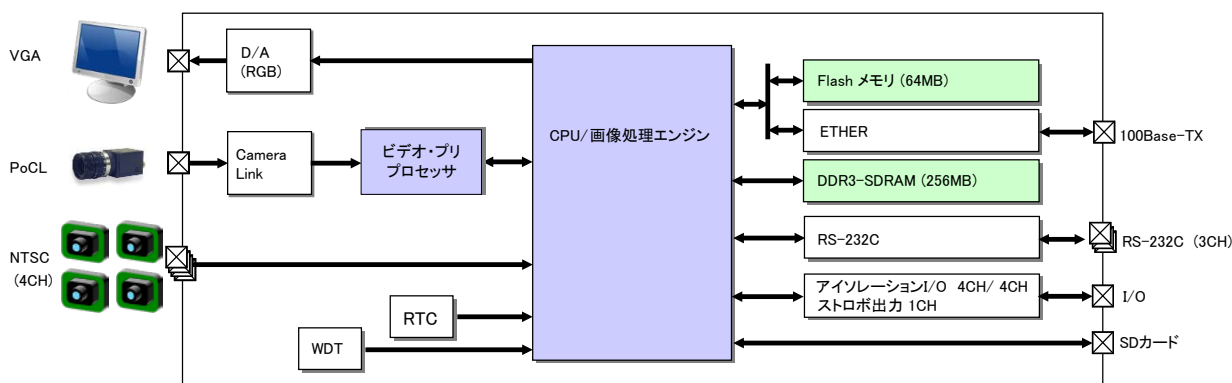 VGA
D/A
(RGB)
PoCL
Camera
Link
ビデオ・プリ
プロセッサ
NTSC
(4CH)
RTC
WDT
CPU/画像処理エンジン
Flash メモリ (64MB)
ETHER
100Base-TX
DDR3-SDRAM (256MB)
RS-232C
RS-232C (3CH)
アイソレーションI/O 4CH/ 4CH
ストロボ出力 1CH
I/O
SDカード